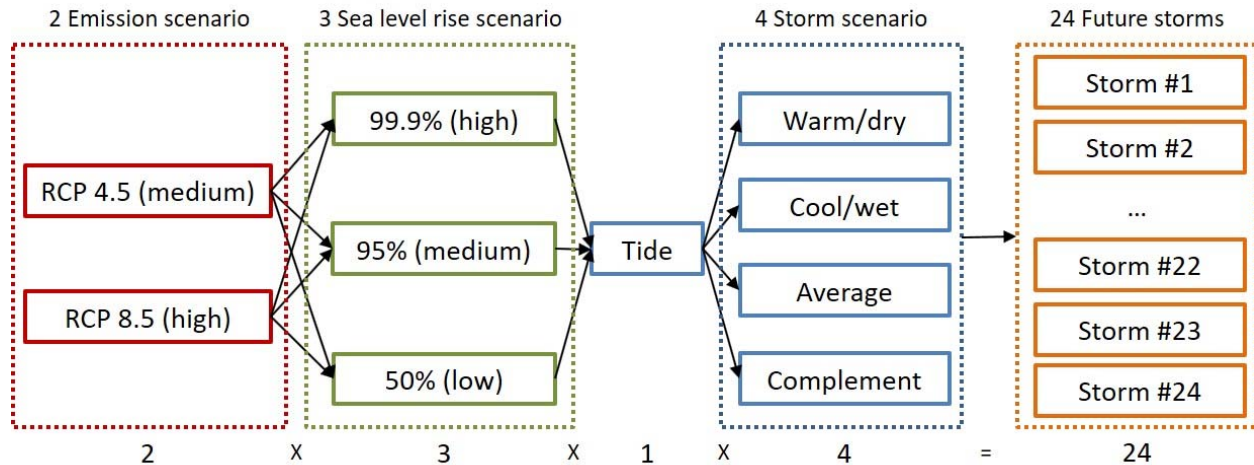 2 Emission scenario
3 Sea level rise scenario
4 Storm scenario
24 Future storms
RCP 4.5 (medium)
RCP 8.5 (high)
99.9% (high)
95% (medium)
50% (low)
Tide
Warm/dry
Cool/wet
Average
Complement
Storm #1
Storm #2
...
Storm #22
Storm #23
Storm #24
2 X 3 X 1 X 4 = 24